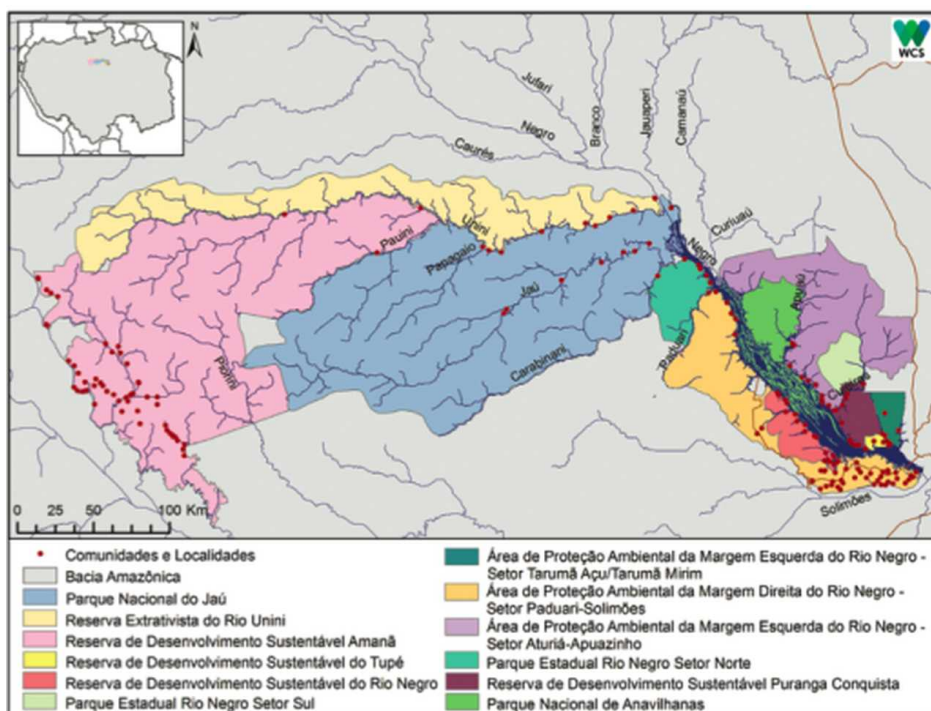 N
WCS
Jufari
Negro
Branco
Jauaperi
Camanaú
Caurés
Curiuaú
Unini
Pauini
Papagaio
Negro
Jaú
Carabinani
Piorini
Paduari
Apuaú
Cuieiras
Solimões
0 25 50 75 100 Km
Comunidades e Localidades
Bacia Amazônica
Parque Nacional do Jaú
Reserva Extrativista do Rio Unini
Reserva de Desenvolvimento Sustentável Amanã
Reserva de Desenvolvimento Sustentável do Tupé
Reserva de Desenvolvimento Sustentável do Rio Negro
Parque Estadual Rio Negro Setor Sul
Área de Proteção Ambiental da Margem Esquerda do Rio Negro -
Setor Tarumã Açu/Tarumã Mirim
Área de Proteção Ambiental da Margem Direita do Rio Negro -
Setor Paduari-Solimões
Área de Proteção Ambiental da Margem Esquerda do Rio Negro -
Setor Aturiá-Apuazinho
Parque Estadual Rio Negro Setor Norte
Reserva de Desenvolvimento Sustentável Puranga Conquista
Parque Nacional de Anavilhanas